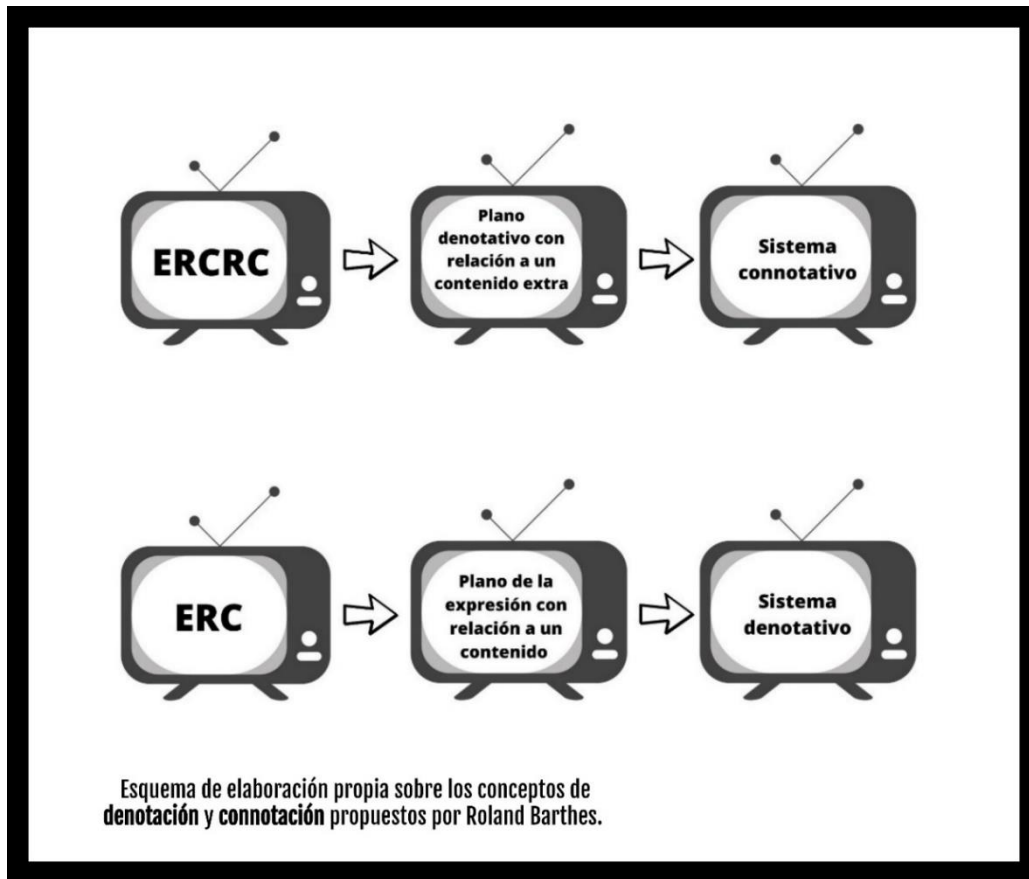 ERCRC
Plano
denotativo con
relación a un
contenido extra
Sistema
connotativo
ERC
Plano de la
expresión con
relación a un
contenido
Sistema
denotativo
Esquema de elaboración propia sobre los conceptos de
denotación y connotación propuestos por Roland Barthes.